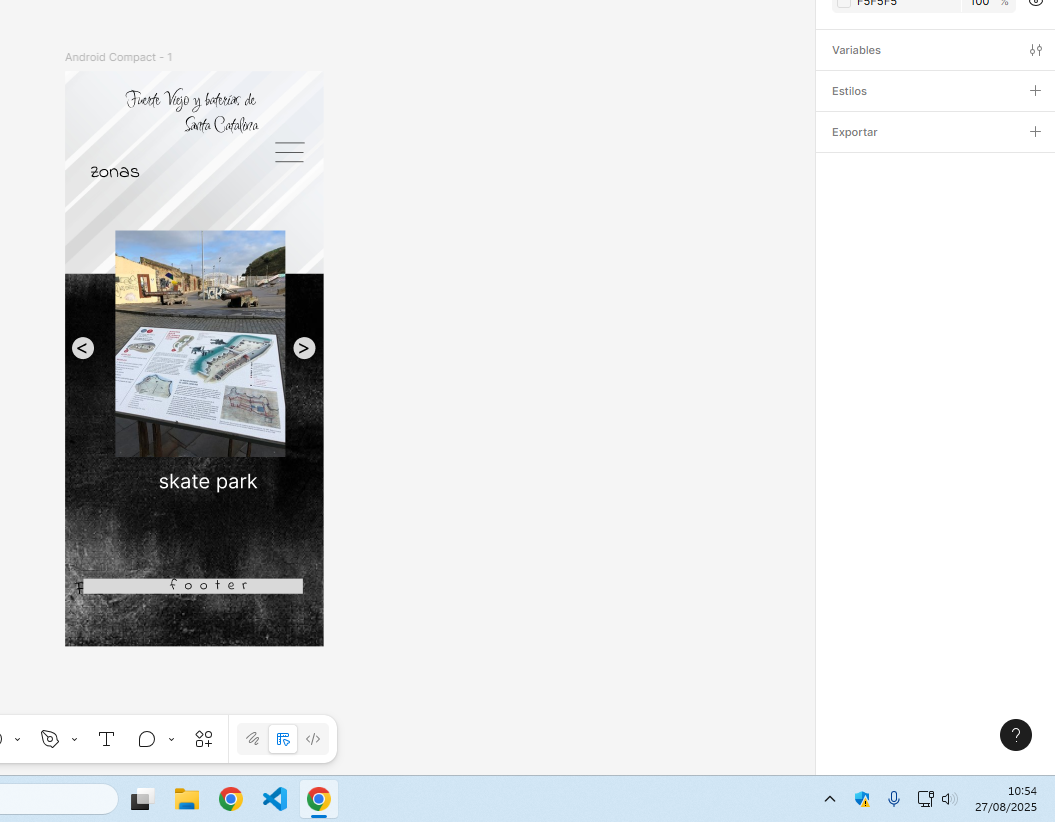 F5F5F5 100 %
Variables
Estilos
Exportar
Android Compact - 1
Fuerte Viejo y baterías de
Santa Catalina
zonas
< >
skate park
footer
T
</>
?
10:54
27/08/2025